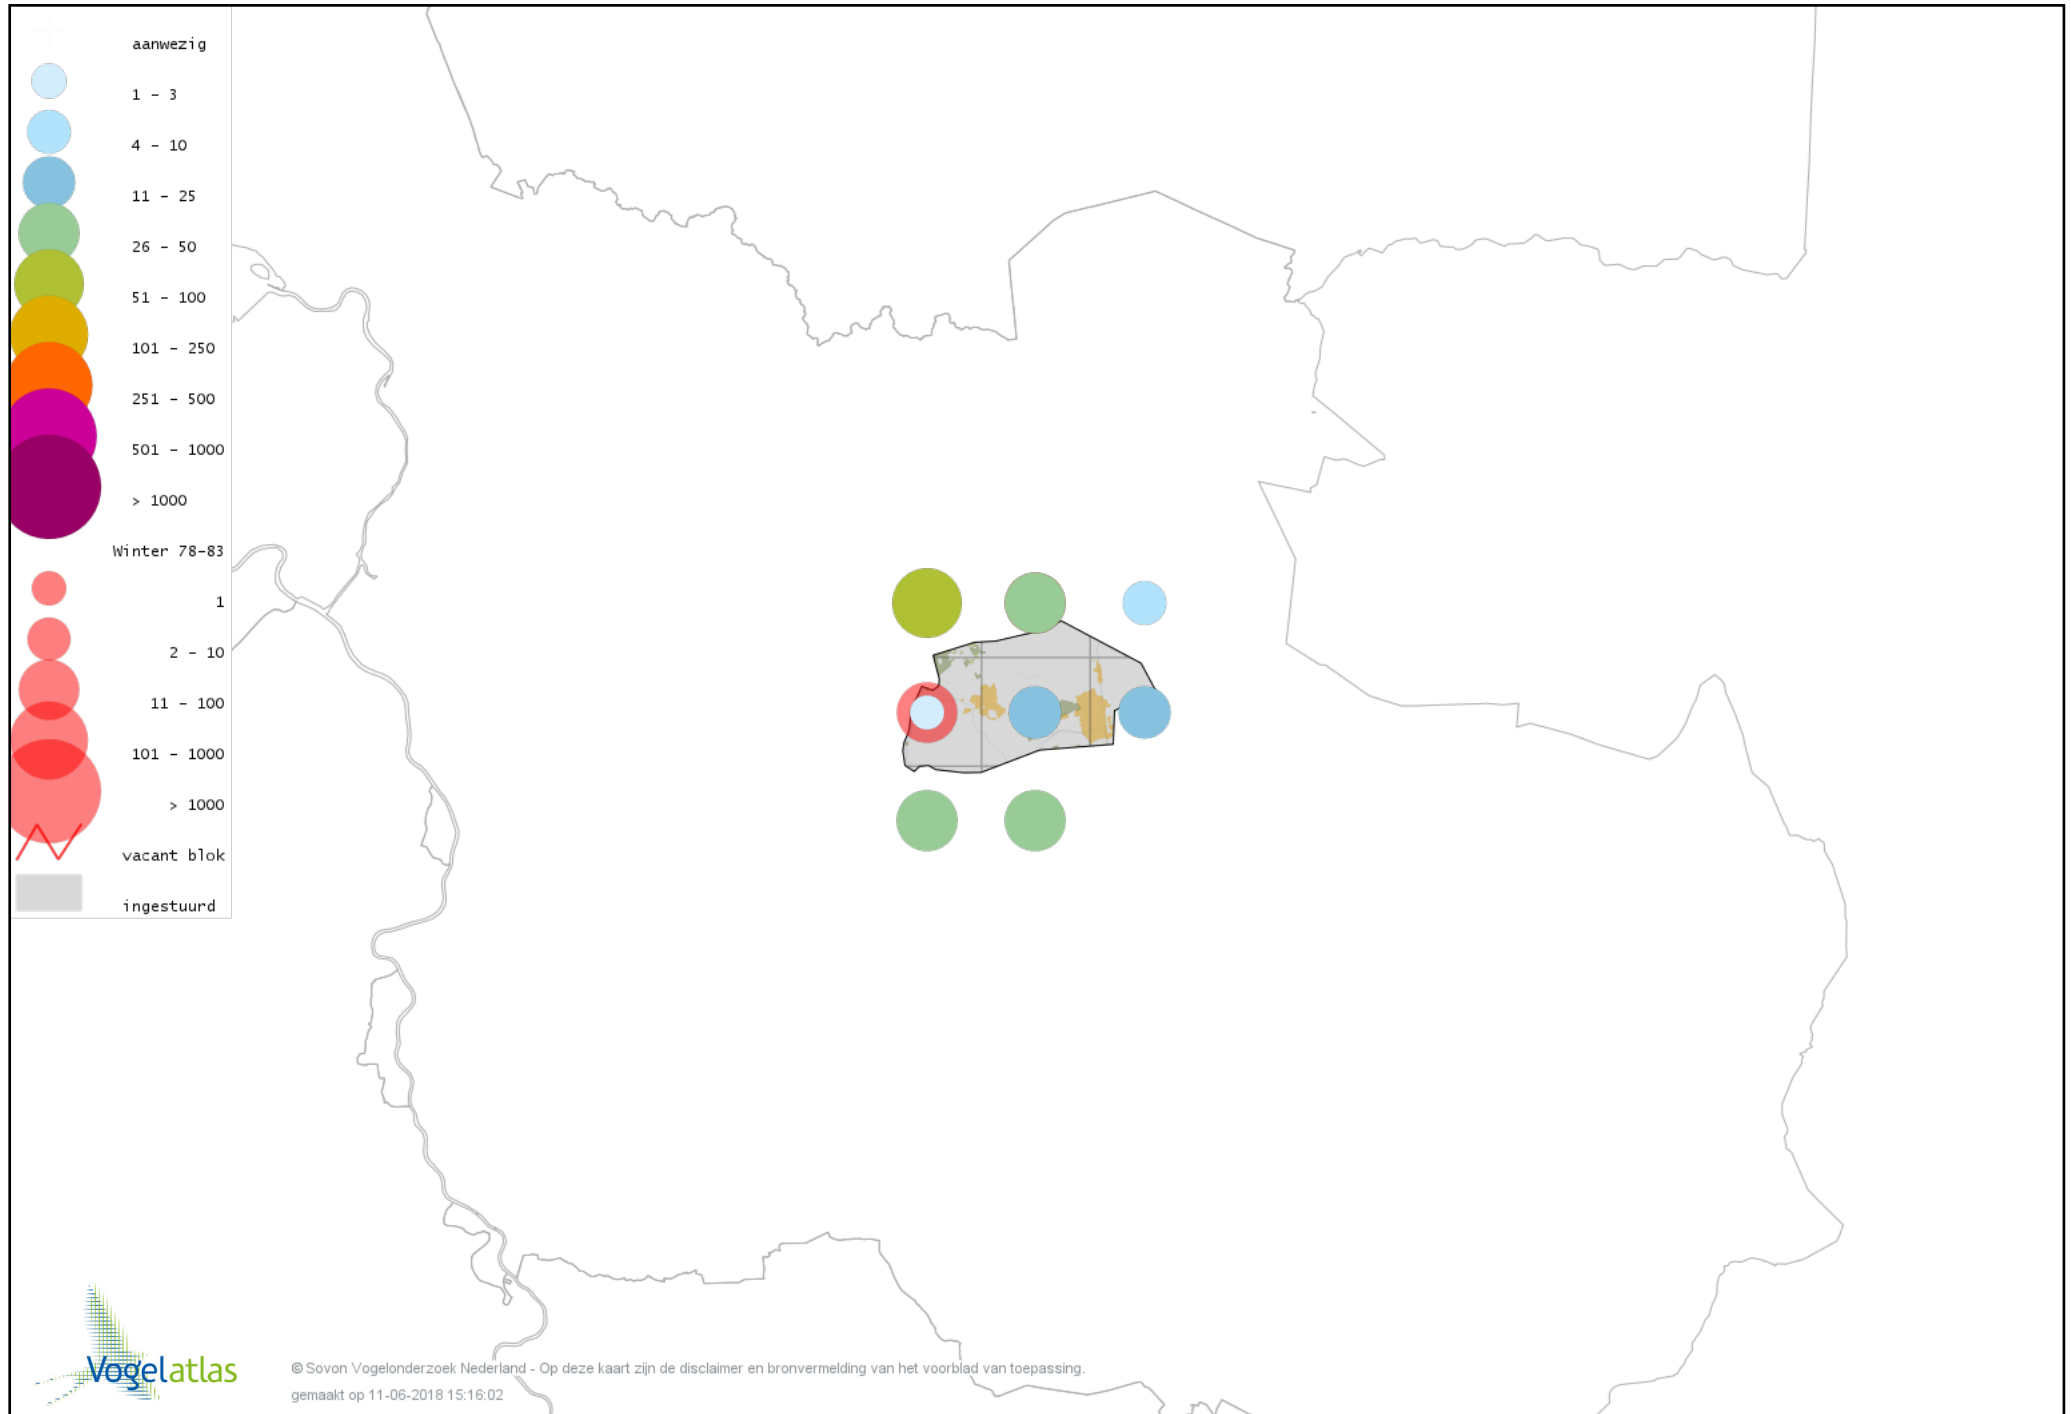 aanwezig
1 - 3
4 - 10
11 - 25
26 - 50
51 - 100
101 - 250
251 - 500
501 - 1000
> 1000
Winter 78-83
1
2 - 10
11 - 100
101 - 1000
> 1000
vacant blok
ingestuurd
Vogelatlas
© Sovon Vogelonderzoek Nederland - Op deze kaart zijn de disclaimer en bronvermelding van het voorblad van toepassing.
gemaakt op 11-06-2018 15:16:02